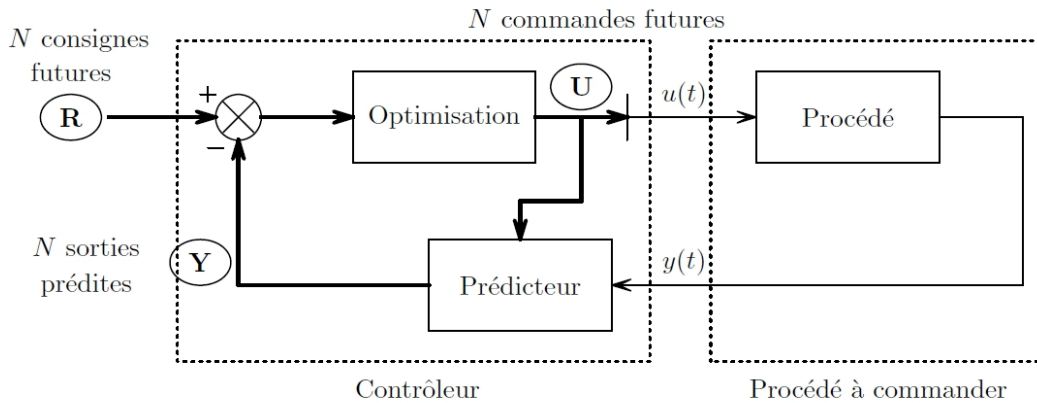 N commandes futures
N consignes
futures
R
+
−
Optimisation
U
u(t)
Procédé
N sorties
prédites
Y
Prédicteur
y(t)
Contrôleur
Procédé à commander